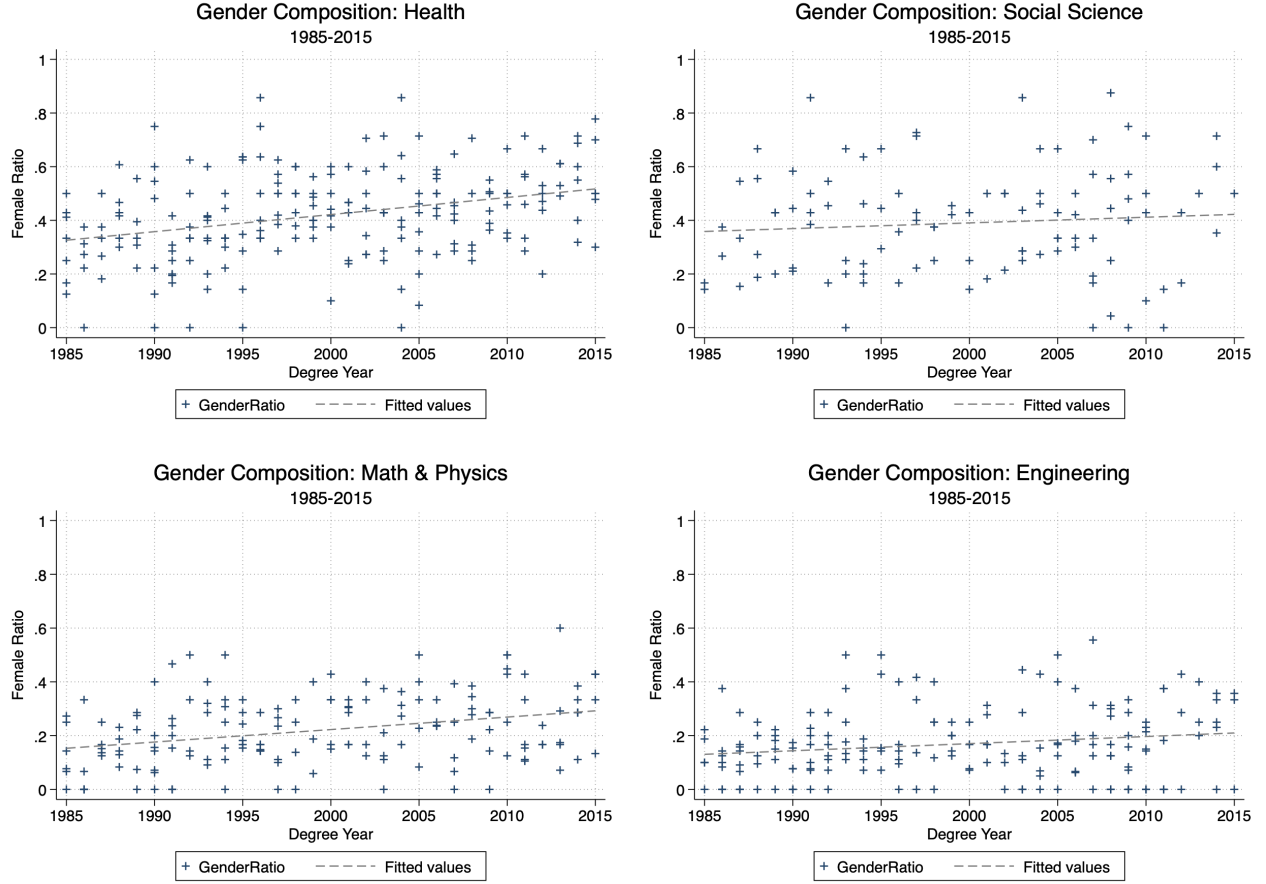 Gender Composition: Health
1985-2015
1
.8
.6
.4
.2
0
Female Ratio
1985 1990 1995 2000 2005 2010 2015
Degree Year
GenderRatio Fitted values
Gender Composition: Social Science
1985-2015
1
.8
.6
.4
.2
0
Female Ratio
1985 1990 1995 2000 2005 2010 2015
Degree Year
GenderRatio Fitted values
Gender Composition: Math & Physics
1985-2015
1
.8
.6
.4
.2
0
Female Ratio
1985 1990 1995 2000 2005 2010 2015
Degree Year
GenderRatio Fitted values
Gender Composition: Engineering
1985-2015
1
.8
.6
.4
.2
0
Female Ratio
1985 1990 1995 2000 2005 2010 2015
Degree Year
GenderRatio Fitted values